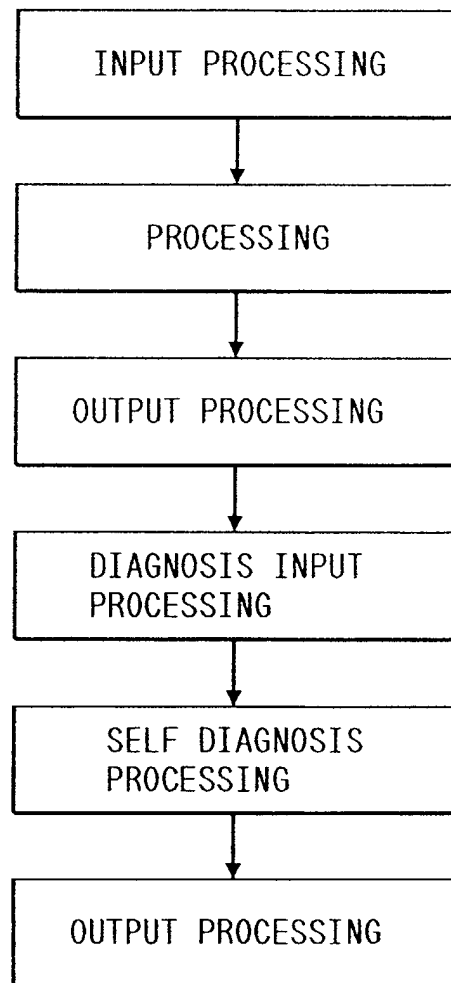 INPUT PROCESSING
PROCESSING
OUTPUT PROCESSING
DIAGNOSIS INPUT
PROCESSING
SELF DIAGNOSIS
PROCESSING
OUTPUT PROCESSING